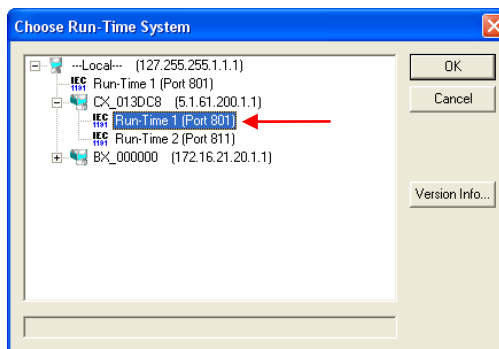 Choose Run-Time System
---Local--- (127.255.255.1.1.1)
IEC 1131 Run-Time 1 (Port 801)
CX_013DC8 (5.1.61.200.1.1)
IEC 1131 Run-Time 1 (Port 801)
IEC 1131 Run-Time 2 (Port 811)
BX_000000 (172.16.21.20.1.1)
OK
Cancel
Version Info...